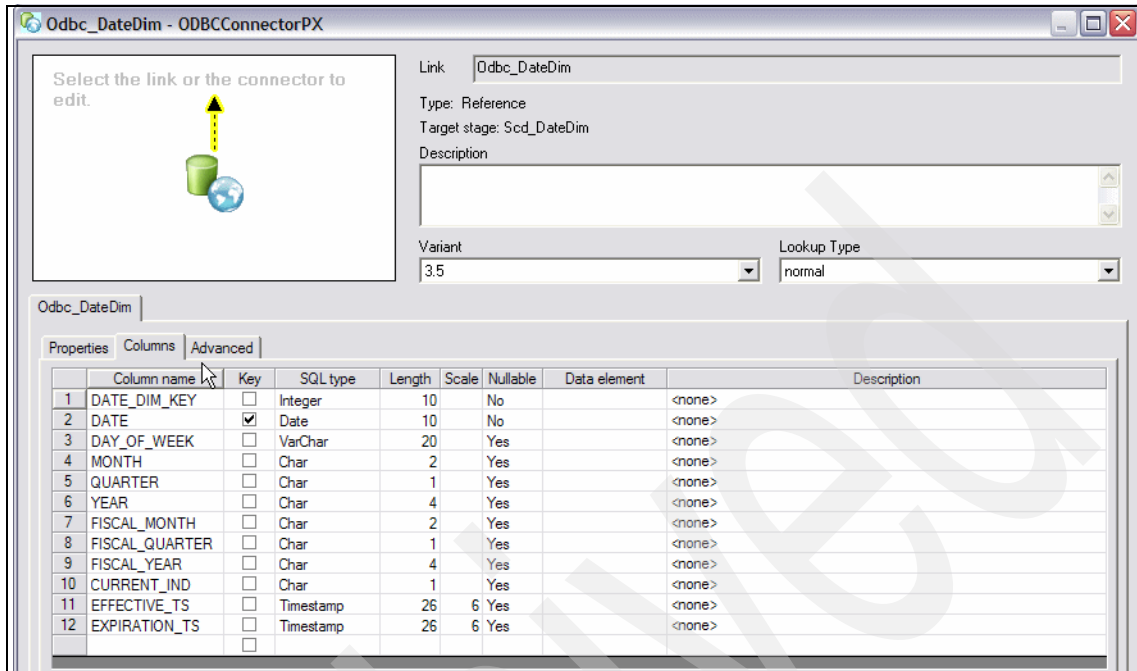 Odbc_DateDim - ODBCConnectorPX
Select the link or the connector to
edit.
Link Odbc_DateDim
Type: Reference
Target stage: Scd_DateDim
Description
Variant Lookup Type
3.5 normal
Odbc_DateDim
Properties Columns Advanced
Column name Key SQL type Length Scale Nullable Data element Description
1 DATE_DIM_KEY Integer 10 No <none>
2 DATE Date 10 No <none>
3 DAY_OF_WEEK VarChar 20 Yes <none>
4 MONTH Char 2 Yes <none>
5 QUARTER Char 1 Yes <none>
6 YEAR Char 4 Yes <none>
7 FISCAL_MONTH Char 2 Yes <none>
8 FISCAL_QUARTER Char 1 Yes <none>
9 FISCAL_YEAR Char 4 Yes <none>
10 CURRENT_IND Char 1 Yes <none>
11 EFFECTIVE_TS Timestamp 26 6 Yes <none>
12 EXPIRATION_TS Timestamp 26 6 Yes <none>